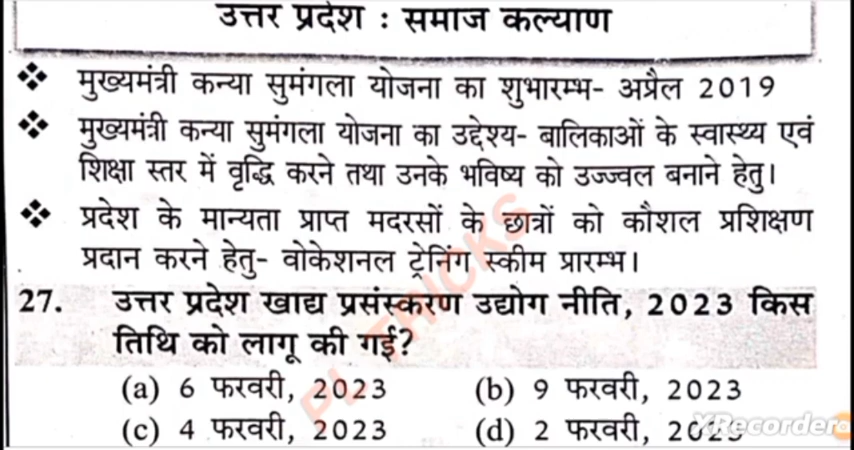 उत्तर प्रदेश : समाज कल्याण
❖ मुख्यमंत्री कन्या सुमंगला योजना का शुभारम्भ- अप्रैल 2019
❖ मुख्यमंत्री कन्या सुमंगला योजना का उद्देश्य- बालिकाओं के स्वास्थ्य एवं
शिक्षा स्तर में वृद्धि करने तथा उनके भविष्य को उज्ज्वल बनाने हेतु।
❖ प्रदेश के मान्यता प्राप्त मदरसों के छात्रों को कौशल प्रशिक्षण
प्रदान करने हेतु- वोकेशनल ट्रेनिंग स्कीम प्रारम्भ।
27. उत्तर प्रदेश खाद्य प्रसंस्करण उद्योग नीति, 2023 किस
तिथि को लागू की गई?
(a) 6 फरवरी, 2023 (b) 9 फरवरी, 2023
(c) 4 फरवरी, 2023 (d) 2 फरवरी, 2023
XRecorder